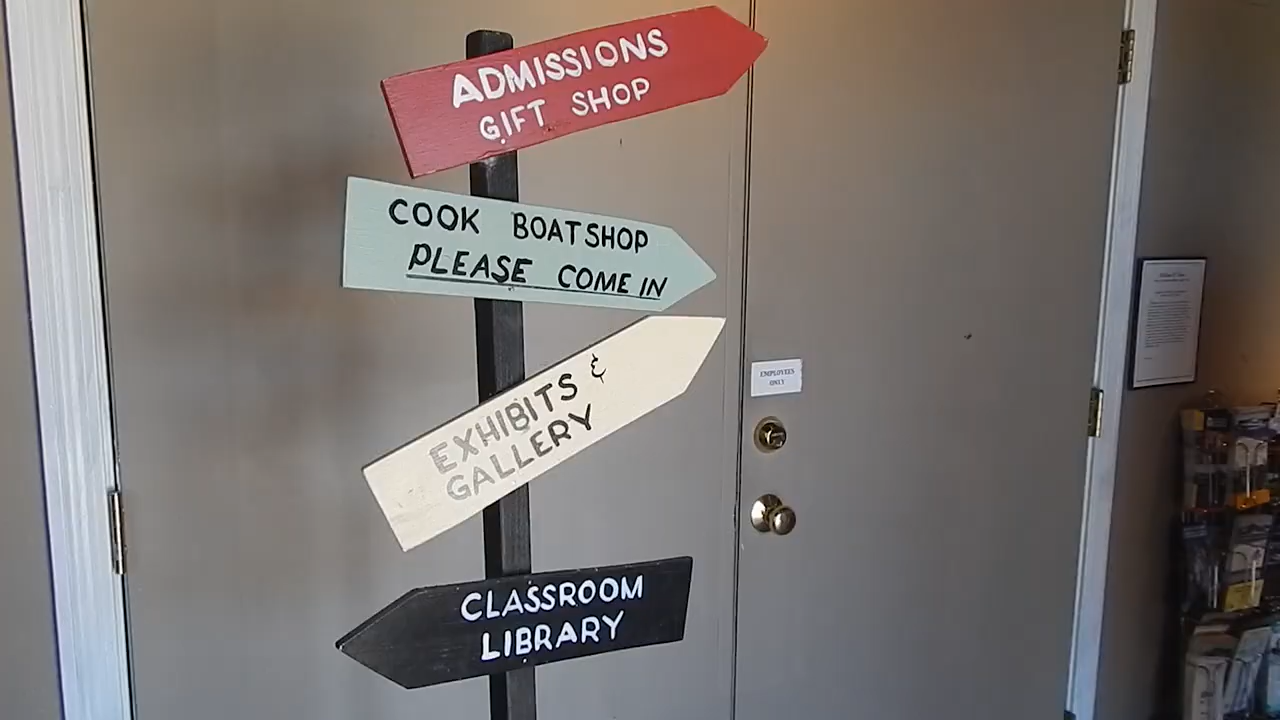 ADMISSIONS
GIFT SHOP
COOK BOATSHOP
PLEASE COME IN
EXHIBITS &
GALLERY
CLASSROOM
LIBRARY
EMPLOYEES
ONLY